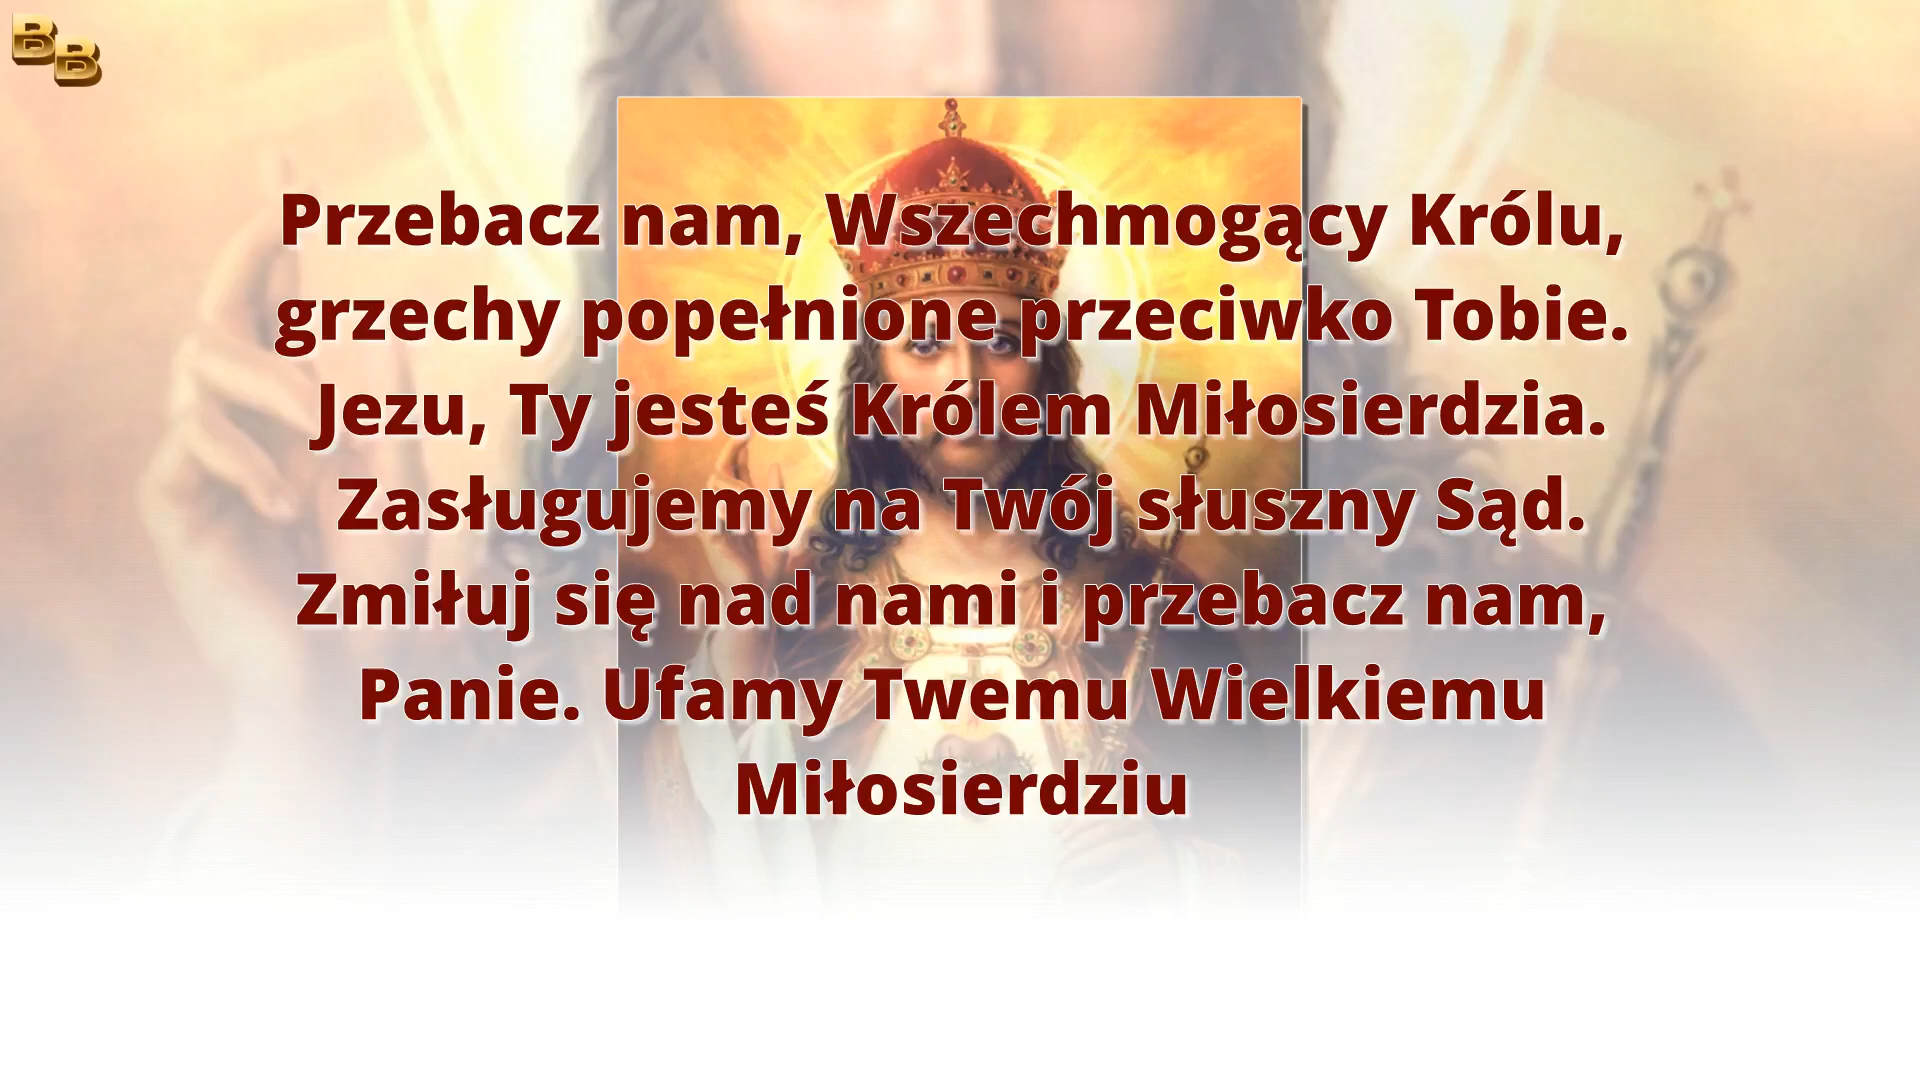 BB
Przebacz nam, Wszechmogący Królu,
grzechy popełnione przeciwko Tobie.
Jezu, Ty jesteś Królem Miłosierdzia.
Zasługujemy na Twój słuszny Sąd.
Zmiłuj się nad nami i przebacz nam,
Panie. Ufamy Twemu Wielkiemu
Miłosierdziu